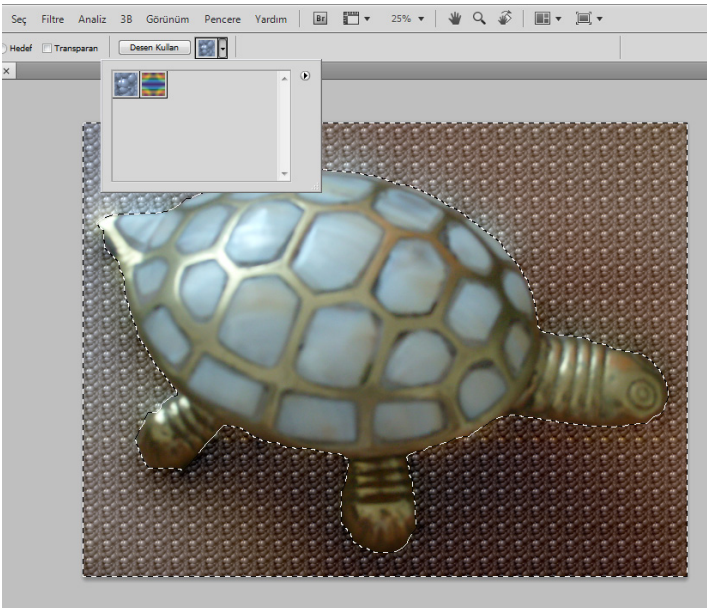 Seç Filtre Analiz 3B Görünüm Pencere Yardım Br 25%
Hedef Transparan Desen Kullan